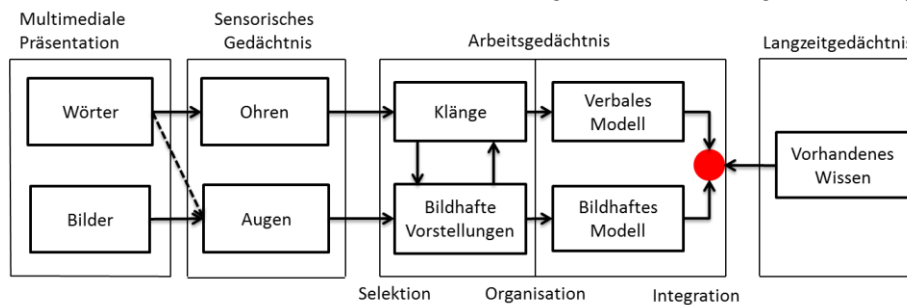 Multimediale
Präsentation
Sensorisches
Gedächtnis
Arbeitsgedächtnis
Langzeitgedächtnis
Wörter
Ohren
Klänge
Verbales
Modell
Vorhandenes
Wissen
Bilder
Augen
Bildhafte
Vorstellungen
Bildhaftes
Modell
Selektion
Organisation
Integration